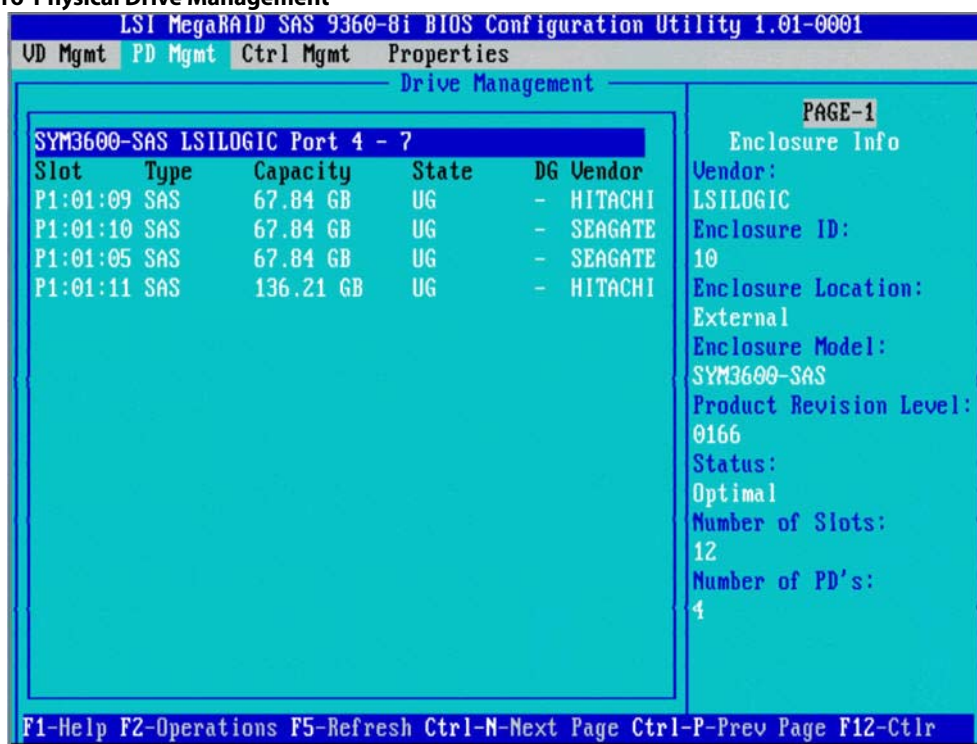 16 Physical Drive Management
LSI MegaRAID SAS 9360-8i BIOS Configuration Utility 1.01-0001
VD Mgmt PD Mgmt Ctrl Mgmt Properties
Drive Management
SYM3600-SAS LSILOGIC Port 4 - 7
Slot Type Capacity State DG Vendor
P1:01:09 SAS 67.84 GB UG - HITACHI
P1:01:10 SAS 67.84 GB UG - SEAGATE
P1:01:05 SAS 67.84 GB UG - SEAGATE
P1:01:11 SAS 136.21 GB UG - HITACHI
PAGE-1
Enclosure Info
Vendor:
LSILOGIC
Enclosure ID:
10
Enclosure Location:
External
Enclosure Model:
SYM3600-SAS
Product Revision Level:
0166
Status:
Optimal
Number of Slots:
12
Number of PD's:
4
F1-Help F2-Operations F5-Refresh Ctrl-N-Next Page Ctrl-P-Prev Page F12-Ctlr